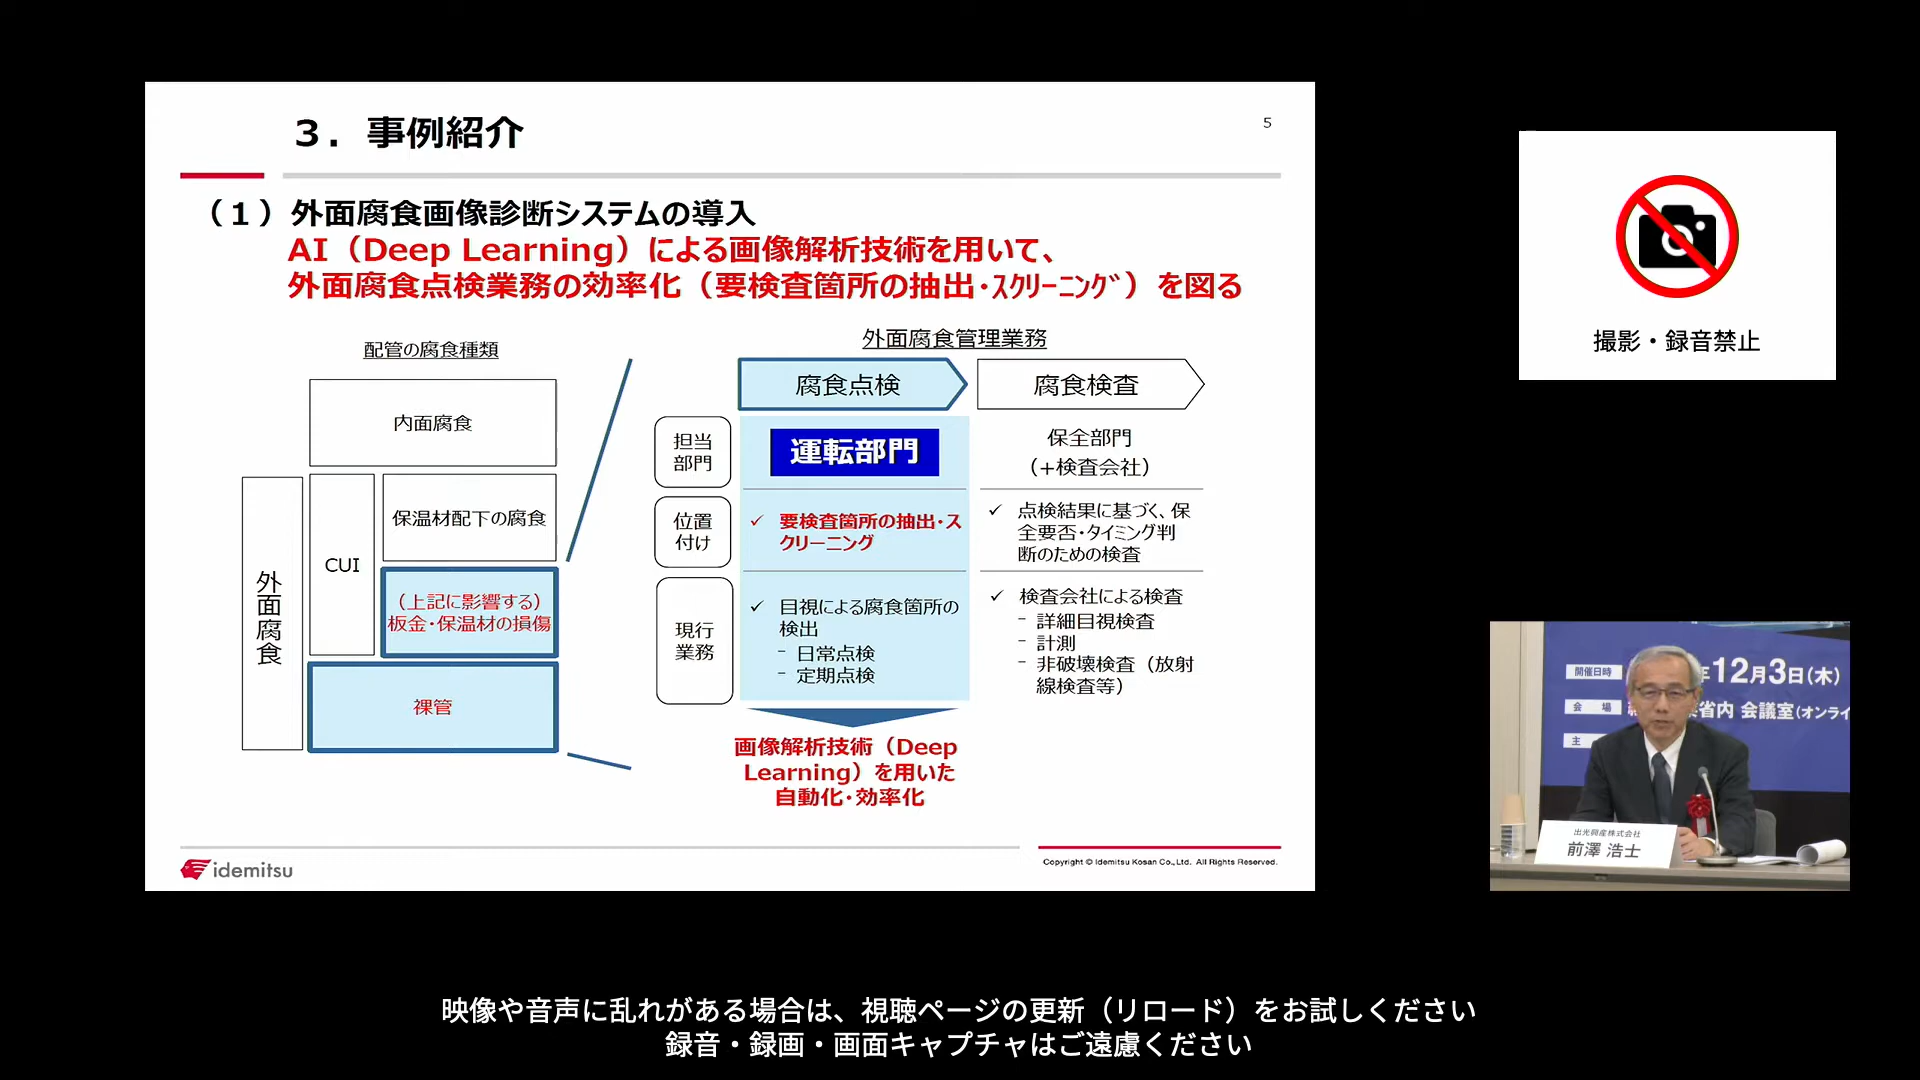 3．事例紹介
5
（１）外面腐食画像診断システムの導入
AI（Deep Learning）による画像解析技術を用いて、
外面腐食点検業務の効率化（要検査箇所の抽出・ｽｸﾘｰﾆﾝｸﾞ）を図る
配管の腐食種類
内面腐食
外面腐食
CUI
保温材配下の腐食
（上記に影響する）
板金・保温材の損傷
裸管
外面腐食管理業務
腐食点検
腐食検査
担当
部門
運転部門
保全部門
（+検査会社）
位置
付け
✓ 要検査箇所の抽出・ス
クリーニング
✓ 点検結果に基づく、保
全要否・タイミング判
断のための検査
現行
業務
✓ 目視による腐食箇所の
検出
- 日常点検
- 定期点検
✓ 検査会社による検査
- 詳細目視検査
- 計測
- 非破壊検査（放射
線検査等）
画像解析技術（Deep
Learning）を用いた
自動化・効率化
idemitsu
Copyright © Idemitsu Kosan Co.,Ltd. All Rights Reserved.
撮影・録音禁止
開催日時
年12月3日(木)
会 場
省内 会議室(オンライ
主
出光興産株式会社
前澤 浩士
映像や音声に乱れがある場合は、視聴ページの更新（リロード）をお試しください
録音・録画・画面キャプチャはご遠慮ください